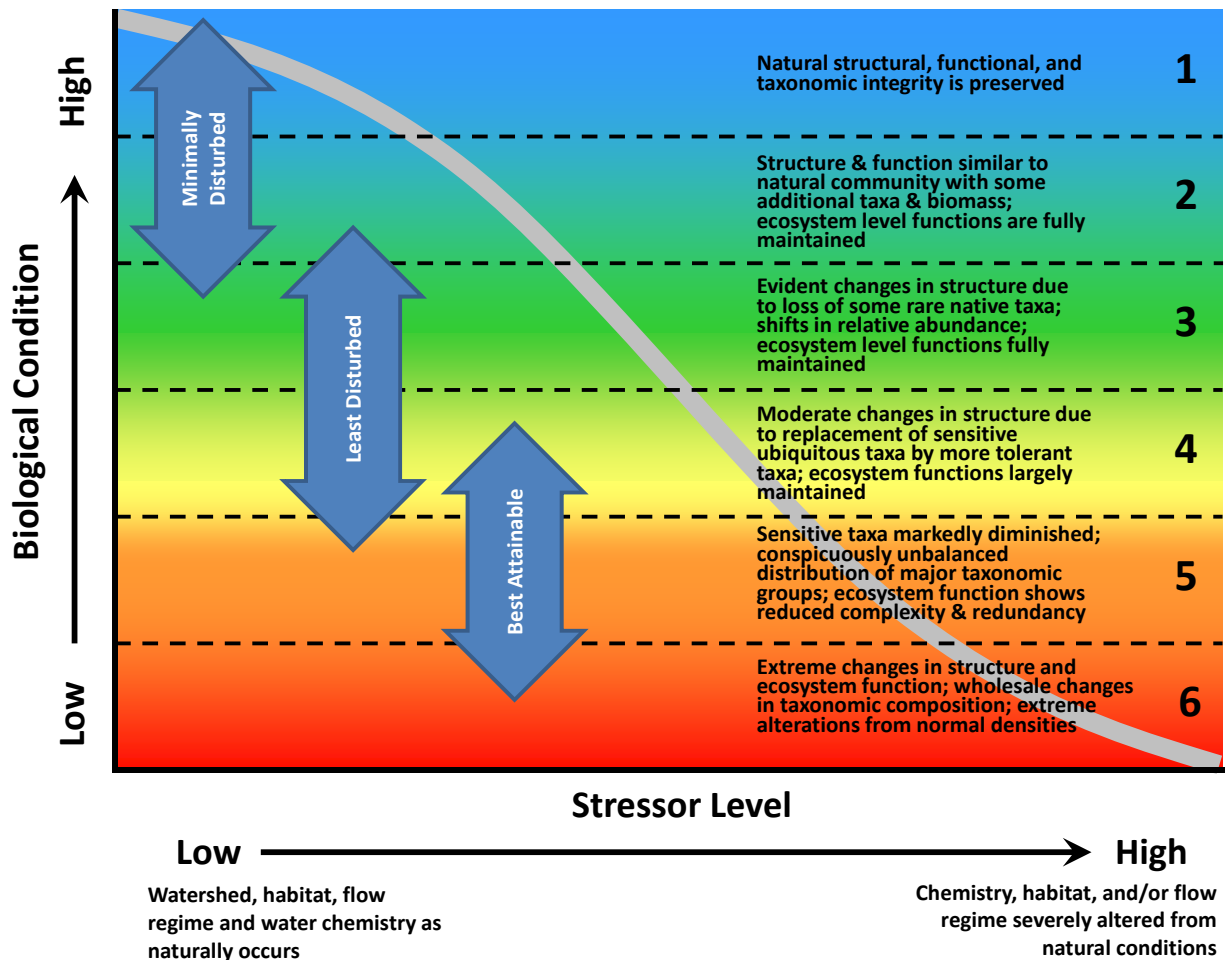 High
Biological Condition
Low
Minimally
Disturbed
Least Disturbed
Best Attainable
Natural structural, functional, and
taxonomic integrity is preserved
1
Structure & function similar to
natural community with some
additional taxa & biomass;
ecosystem level functions are fully
maintained
2
Evident changes in structure due
to loss of some rare native taxa;
shifts in relative abundance;
ecosystem level functions fully
maintained
3
Moderate changes in structure due
to replacement of sensitive
ubiquitous taxa by more tolerant
taxa; ecosystem functions largely
maintained
4
Sensitive taxa markedly diminished;
conspicuously unbalanced
distribution of major taxonomic
groups; ecosystem function shows
reduced complexity & redundancy
5
Extreme changes in structure and
ecosystem function; wholesale changes
in taxonomic composition; extreme
alterations from normal densities
6
Stressor Level
Low
High
Watershed, habitat, flow
regime and water chemistry as
naturally occurs
Chemistry, habitat, and/or flow
regime severely altered from
natural conditions